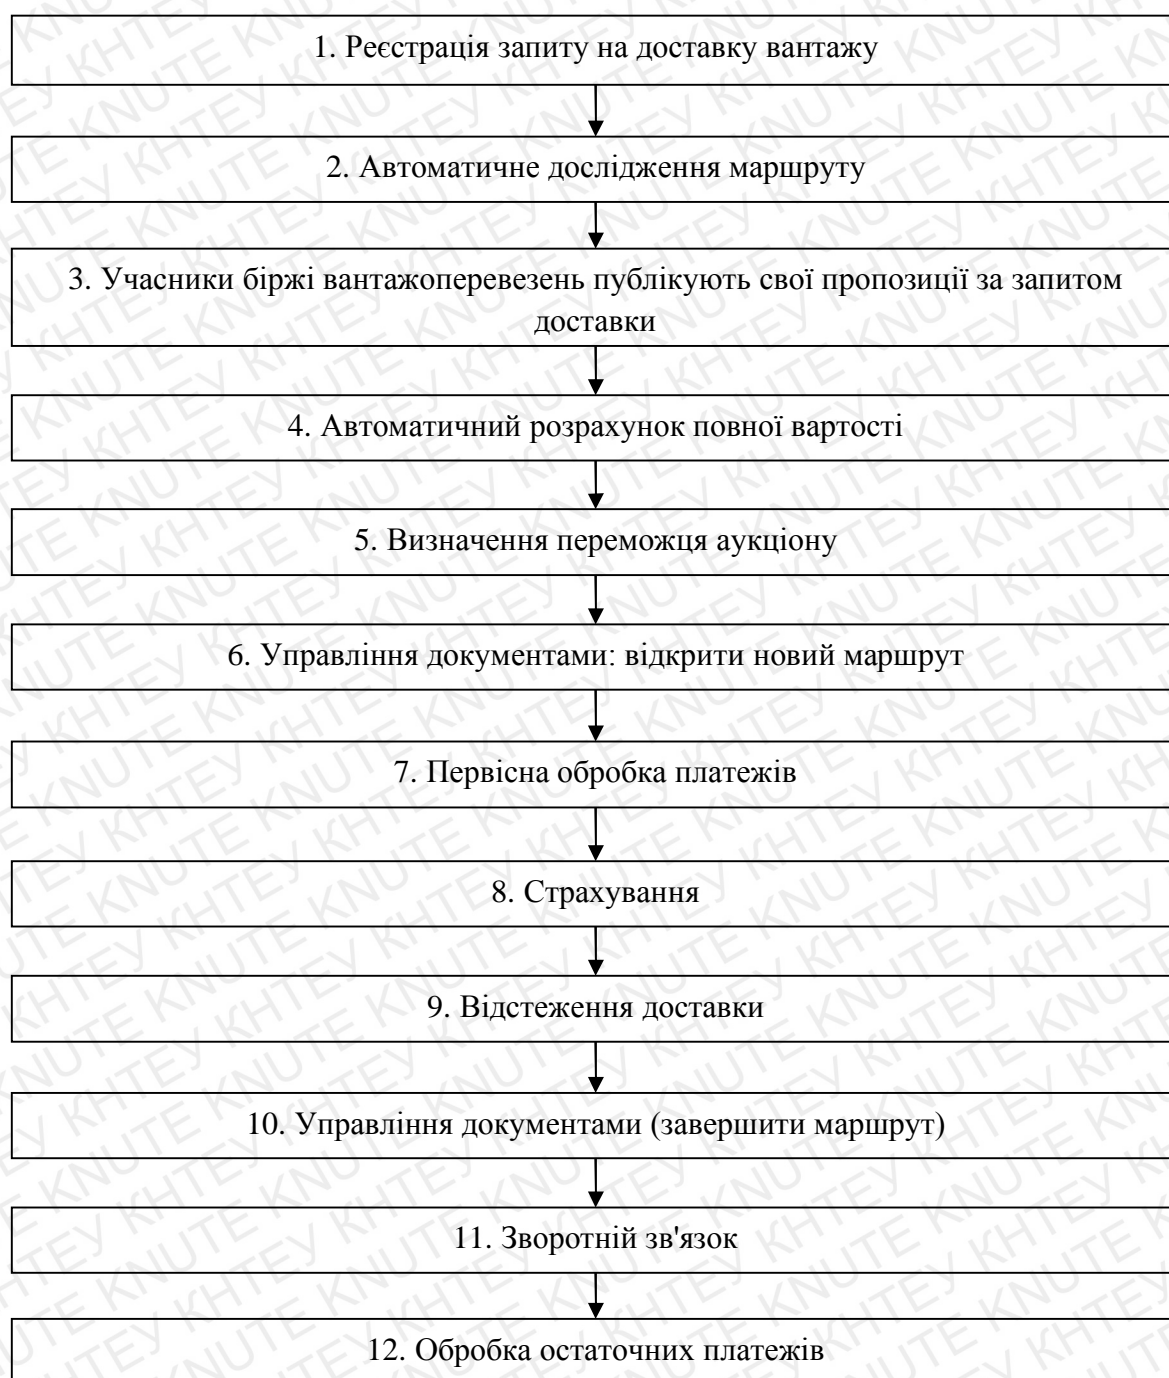 1. Реєстрація запиту на доставку вантажу
2. Автоматичне дослідження маршруту
3. Учасники біржі вантажоперевезень публікують свої пропозиції за запитом
доставки
4. Автоматичний розрахунок повної вартості
5. Визначення переможця аукціону
6. Управління документами: відкрити новий маршрут
7. Первісна обробка платежів
8. Страхування
9. Відстеження доставки
10. Управління документами (завершити маршрут)
11. Зворотній зв'язок
12. Обробка остаточних платежів